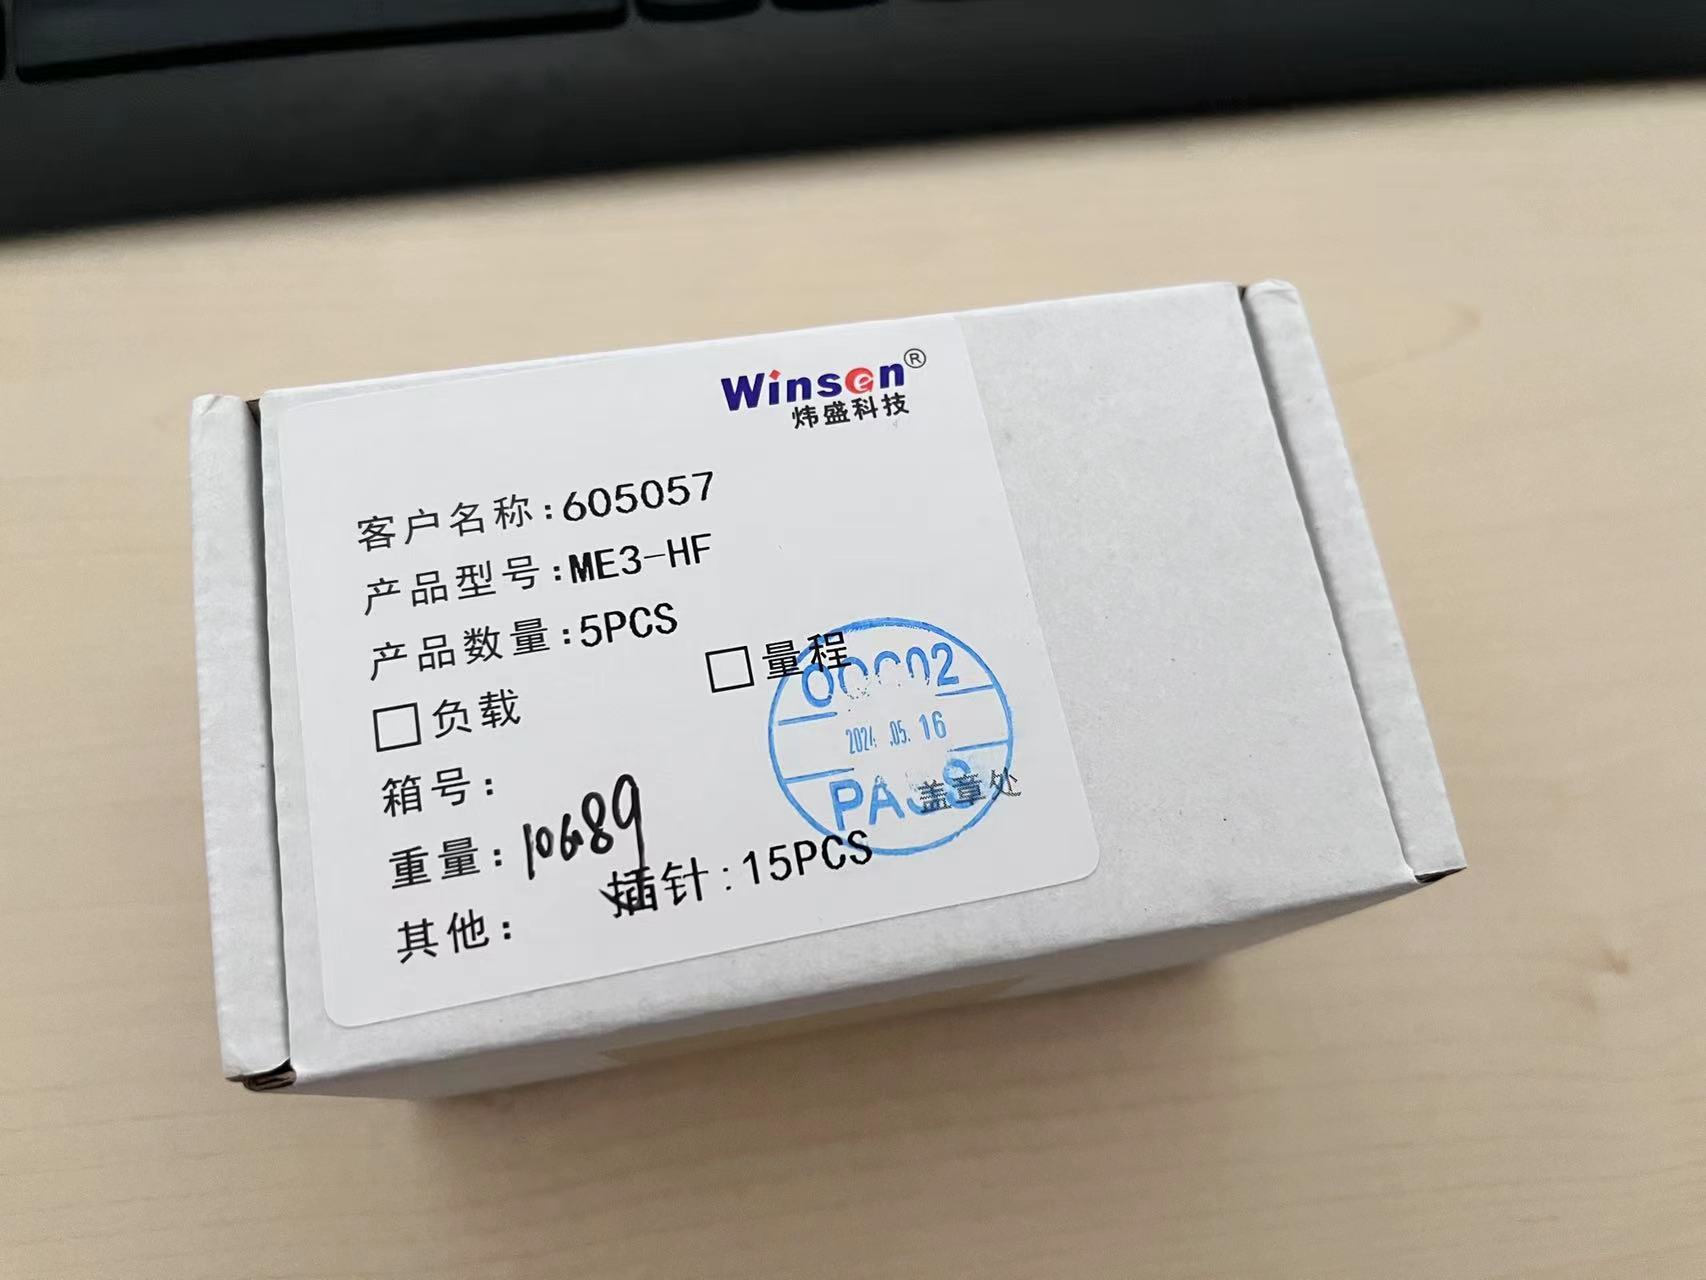 Winsen®
炜盛科技
客户名称:605057
产品型号:ME3-HF
产品数量:5PCS
负载 量程
2024.05.16
PASS
盖章处
箱号:
重量:
其他: 插针:15PCS